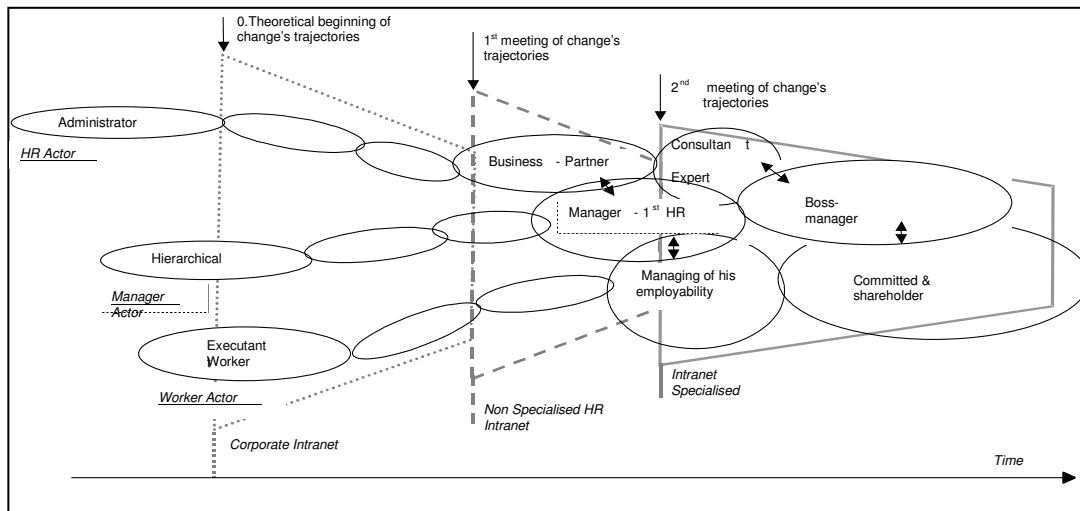 0.Theoretical beginning of
change's trajectories
1st meeting of change's
trajectories
2nd meeting of change's
trajectories
Administrator
HR Actor
Business - Partner
Consultan t
Expert
Manager - 1st HR
Boss-
manager
Hierarchical
Manager
Actor
Managing of his
employability
Committed &
shareholder
Executant
Worker
Worker Actor
Intranet
Specialised
Non Specialised HR
Intranet
Corporate Intranet
Time